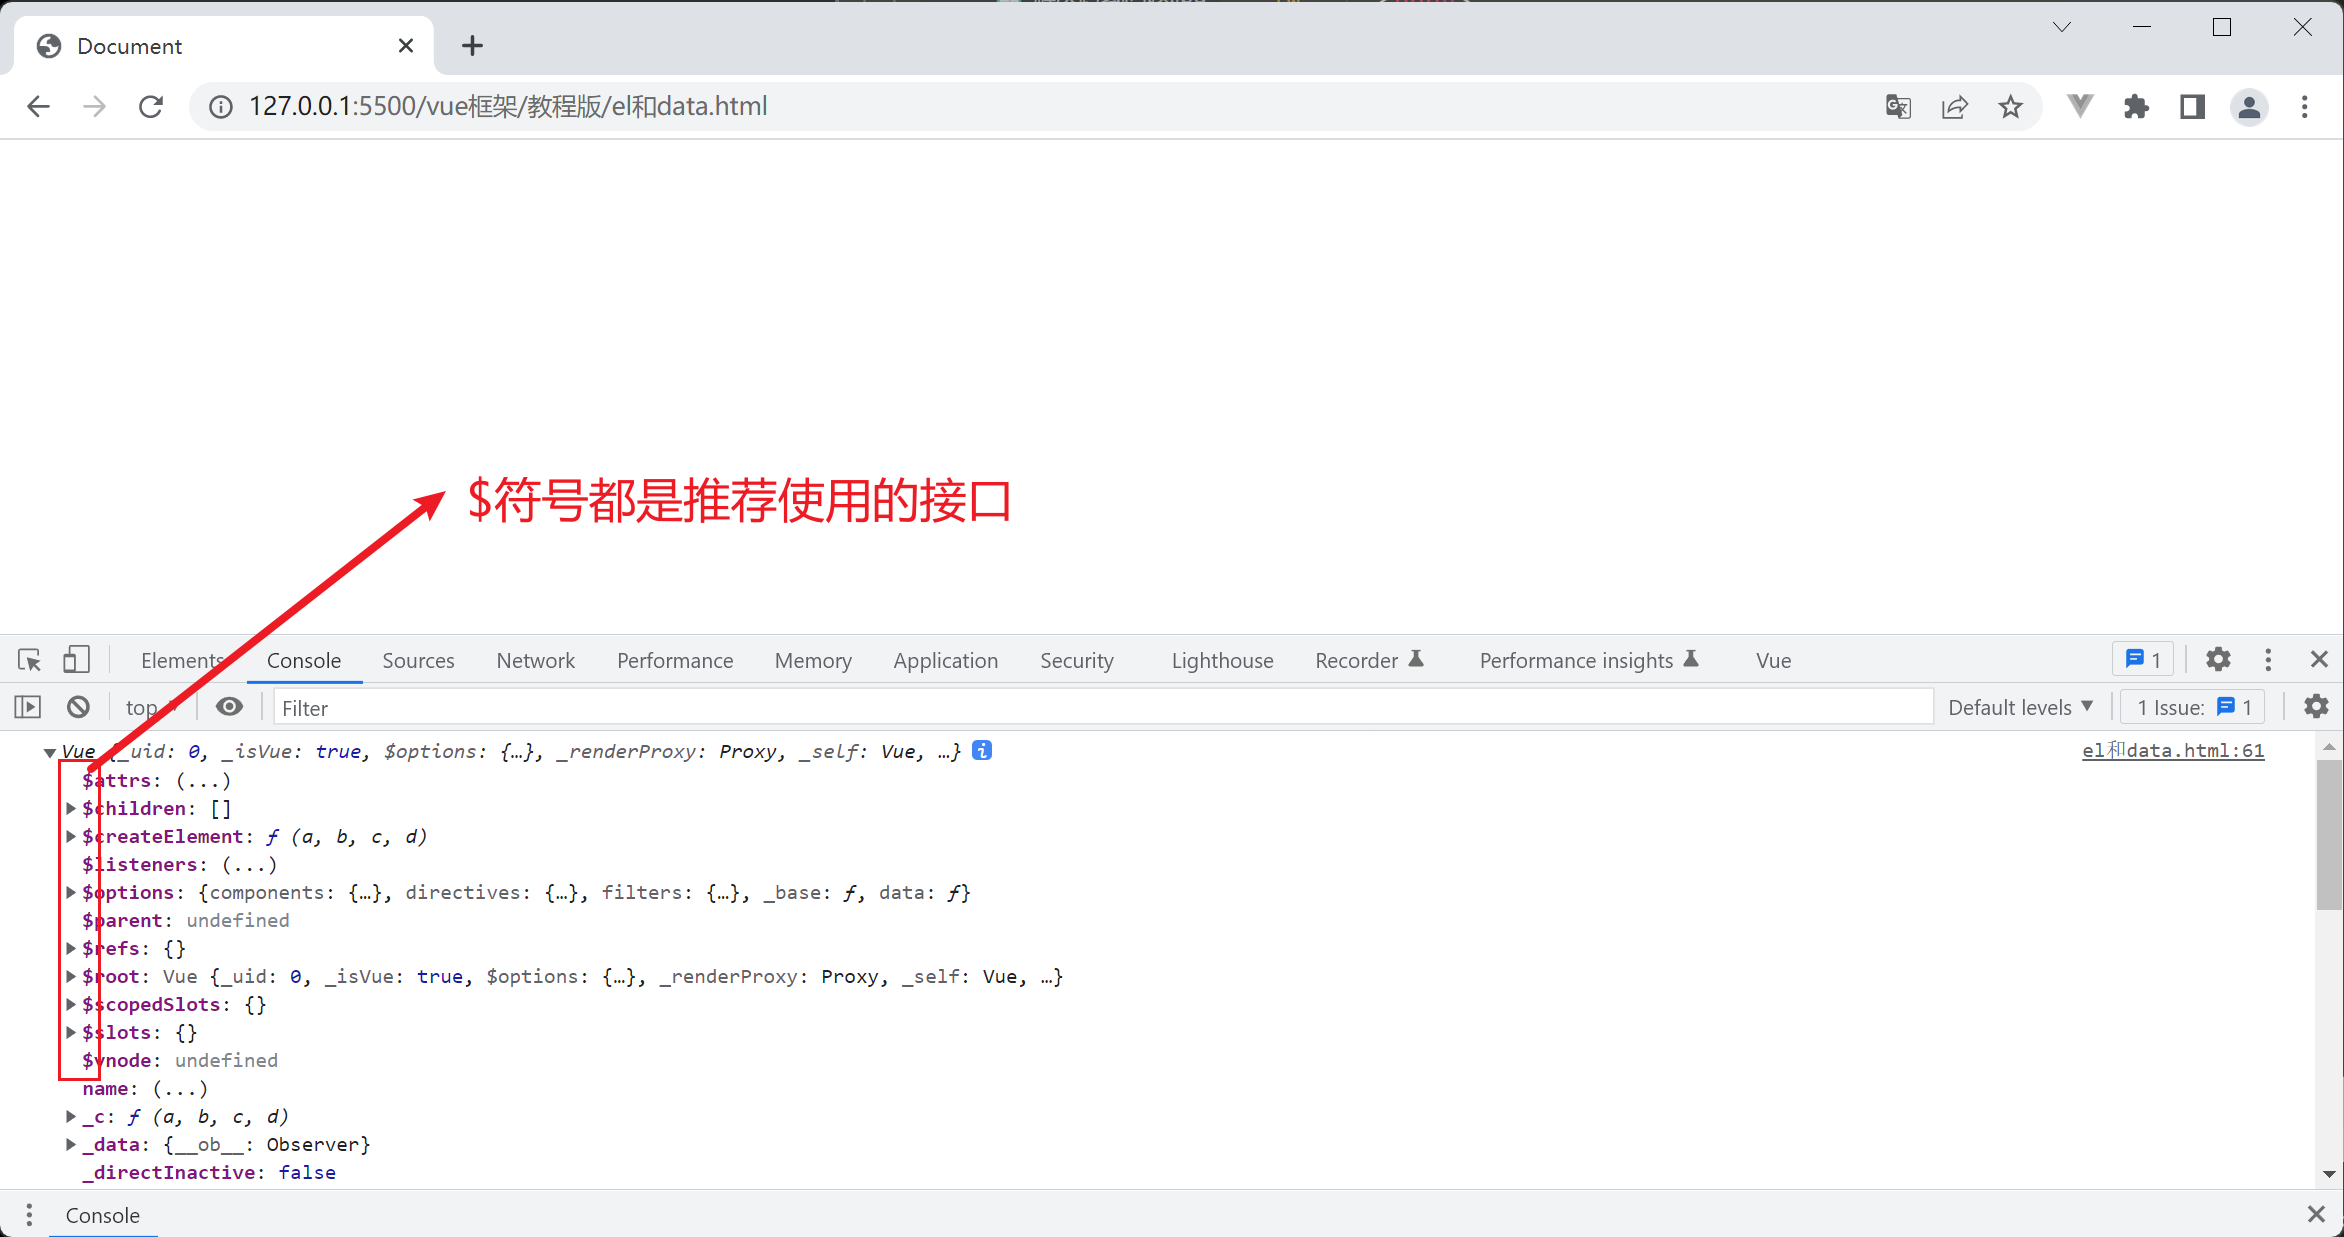 Document
127.0.0.1:5500/vue框架/教程版/el和data.html
$符号都是推荐使用的接口
Elements Console Sources Network Performance Memory Application Security Lighthouse Recorder Performance insights Vue 1
top Filter Default levels 1 Issue: 1
Vue {_uid: 0, _isVue: true, $options: {…}, _renderProxy: Proxy, _self: Vue, …} i el和data.html:61
$attrs: (...)
$children: []
$createElement: ƒ (a, b, c, d)
$listeners: (...)
$options: {components: {…}, directives: {…}, filters: {…}, _base: ƒ, data: ƒ}
$parent: undefined
$refs: {}
$root: Vue {_uid: 0, _isVue: true, $options: {…}, _renderProxy: Proxy, _self: Vue, …}
$scopedSlots: {}
$slots: {}
$vnode: undefined
name: (...)
_c: ƒ (a, b, c, d)
_data: {__ob__: Observer}
_directInactive: false
Console